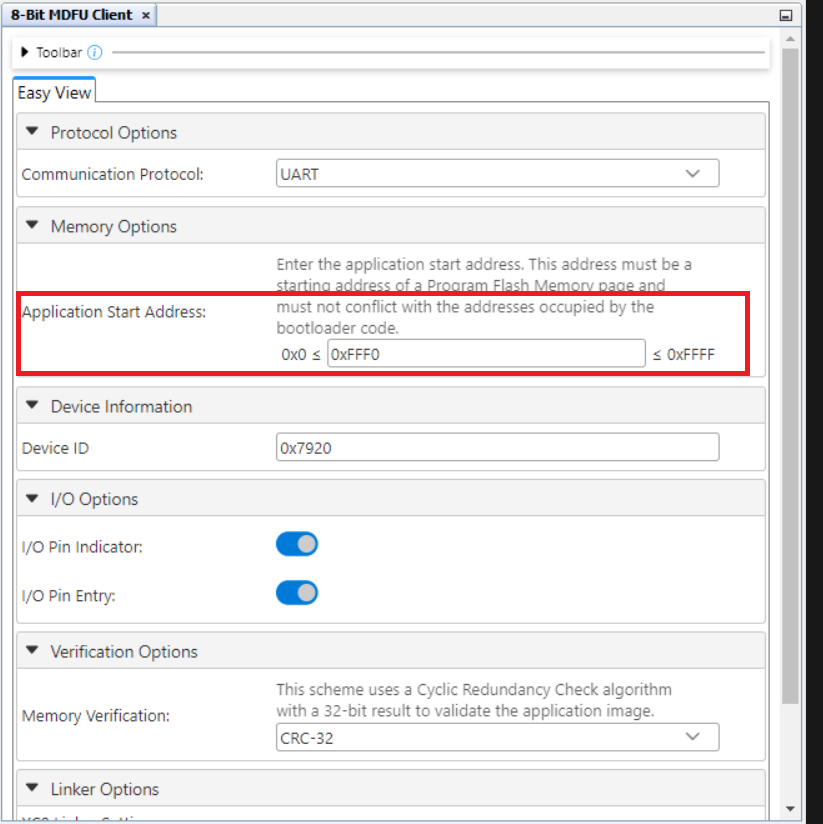 8-Bit MDFU Client ×
Toolbar i
Easy View
Protocol Options
Communication Protocol: UART
Memory Options
Enter the application start address. This address must be a
starting address of a Program Flash Memory page and
Application Start Address: must not conflict with the addresses occupied by the
bootloader code.
0x0 ≤ 0xFFF0 ≤ 0xFFFF
Device Information
Device ID 0x7920
I/O Options
I/O Pin Indicator:
I/O Pin Entry:
Verification Options
This scheme uses a Cyclic Redundancy Check algorithm
with a 32-bit result to validate the application image.
Memory Verification:
CRC-32
Linker Options